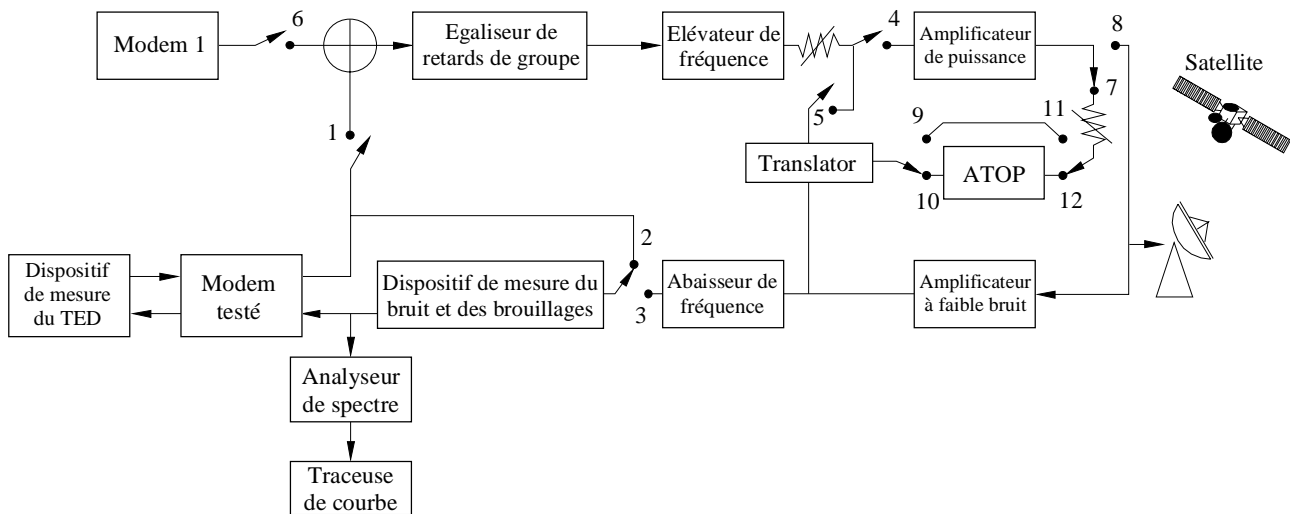 Modem 1
6
Egaliseur de
retards de groupe
Elévateur de
fréquence
4
Amplificateur
de puissance
8
Satellite
7
1
5
9
11
Translator
ATOP
10
12
2
Dispositif
de mesure
du TED
Modem
testé
Dispositif de mesure du
bruit et des brouillages
3
Abaisseur de
fréquence
Amplificateur
à faible bruit
Analyseur
de spectre
Traceuse
de courbe